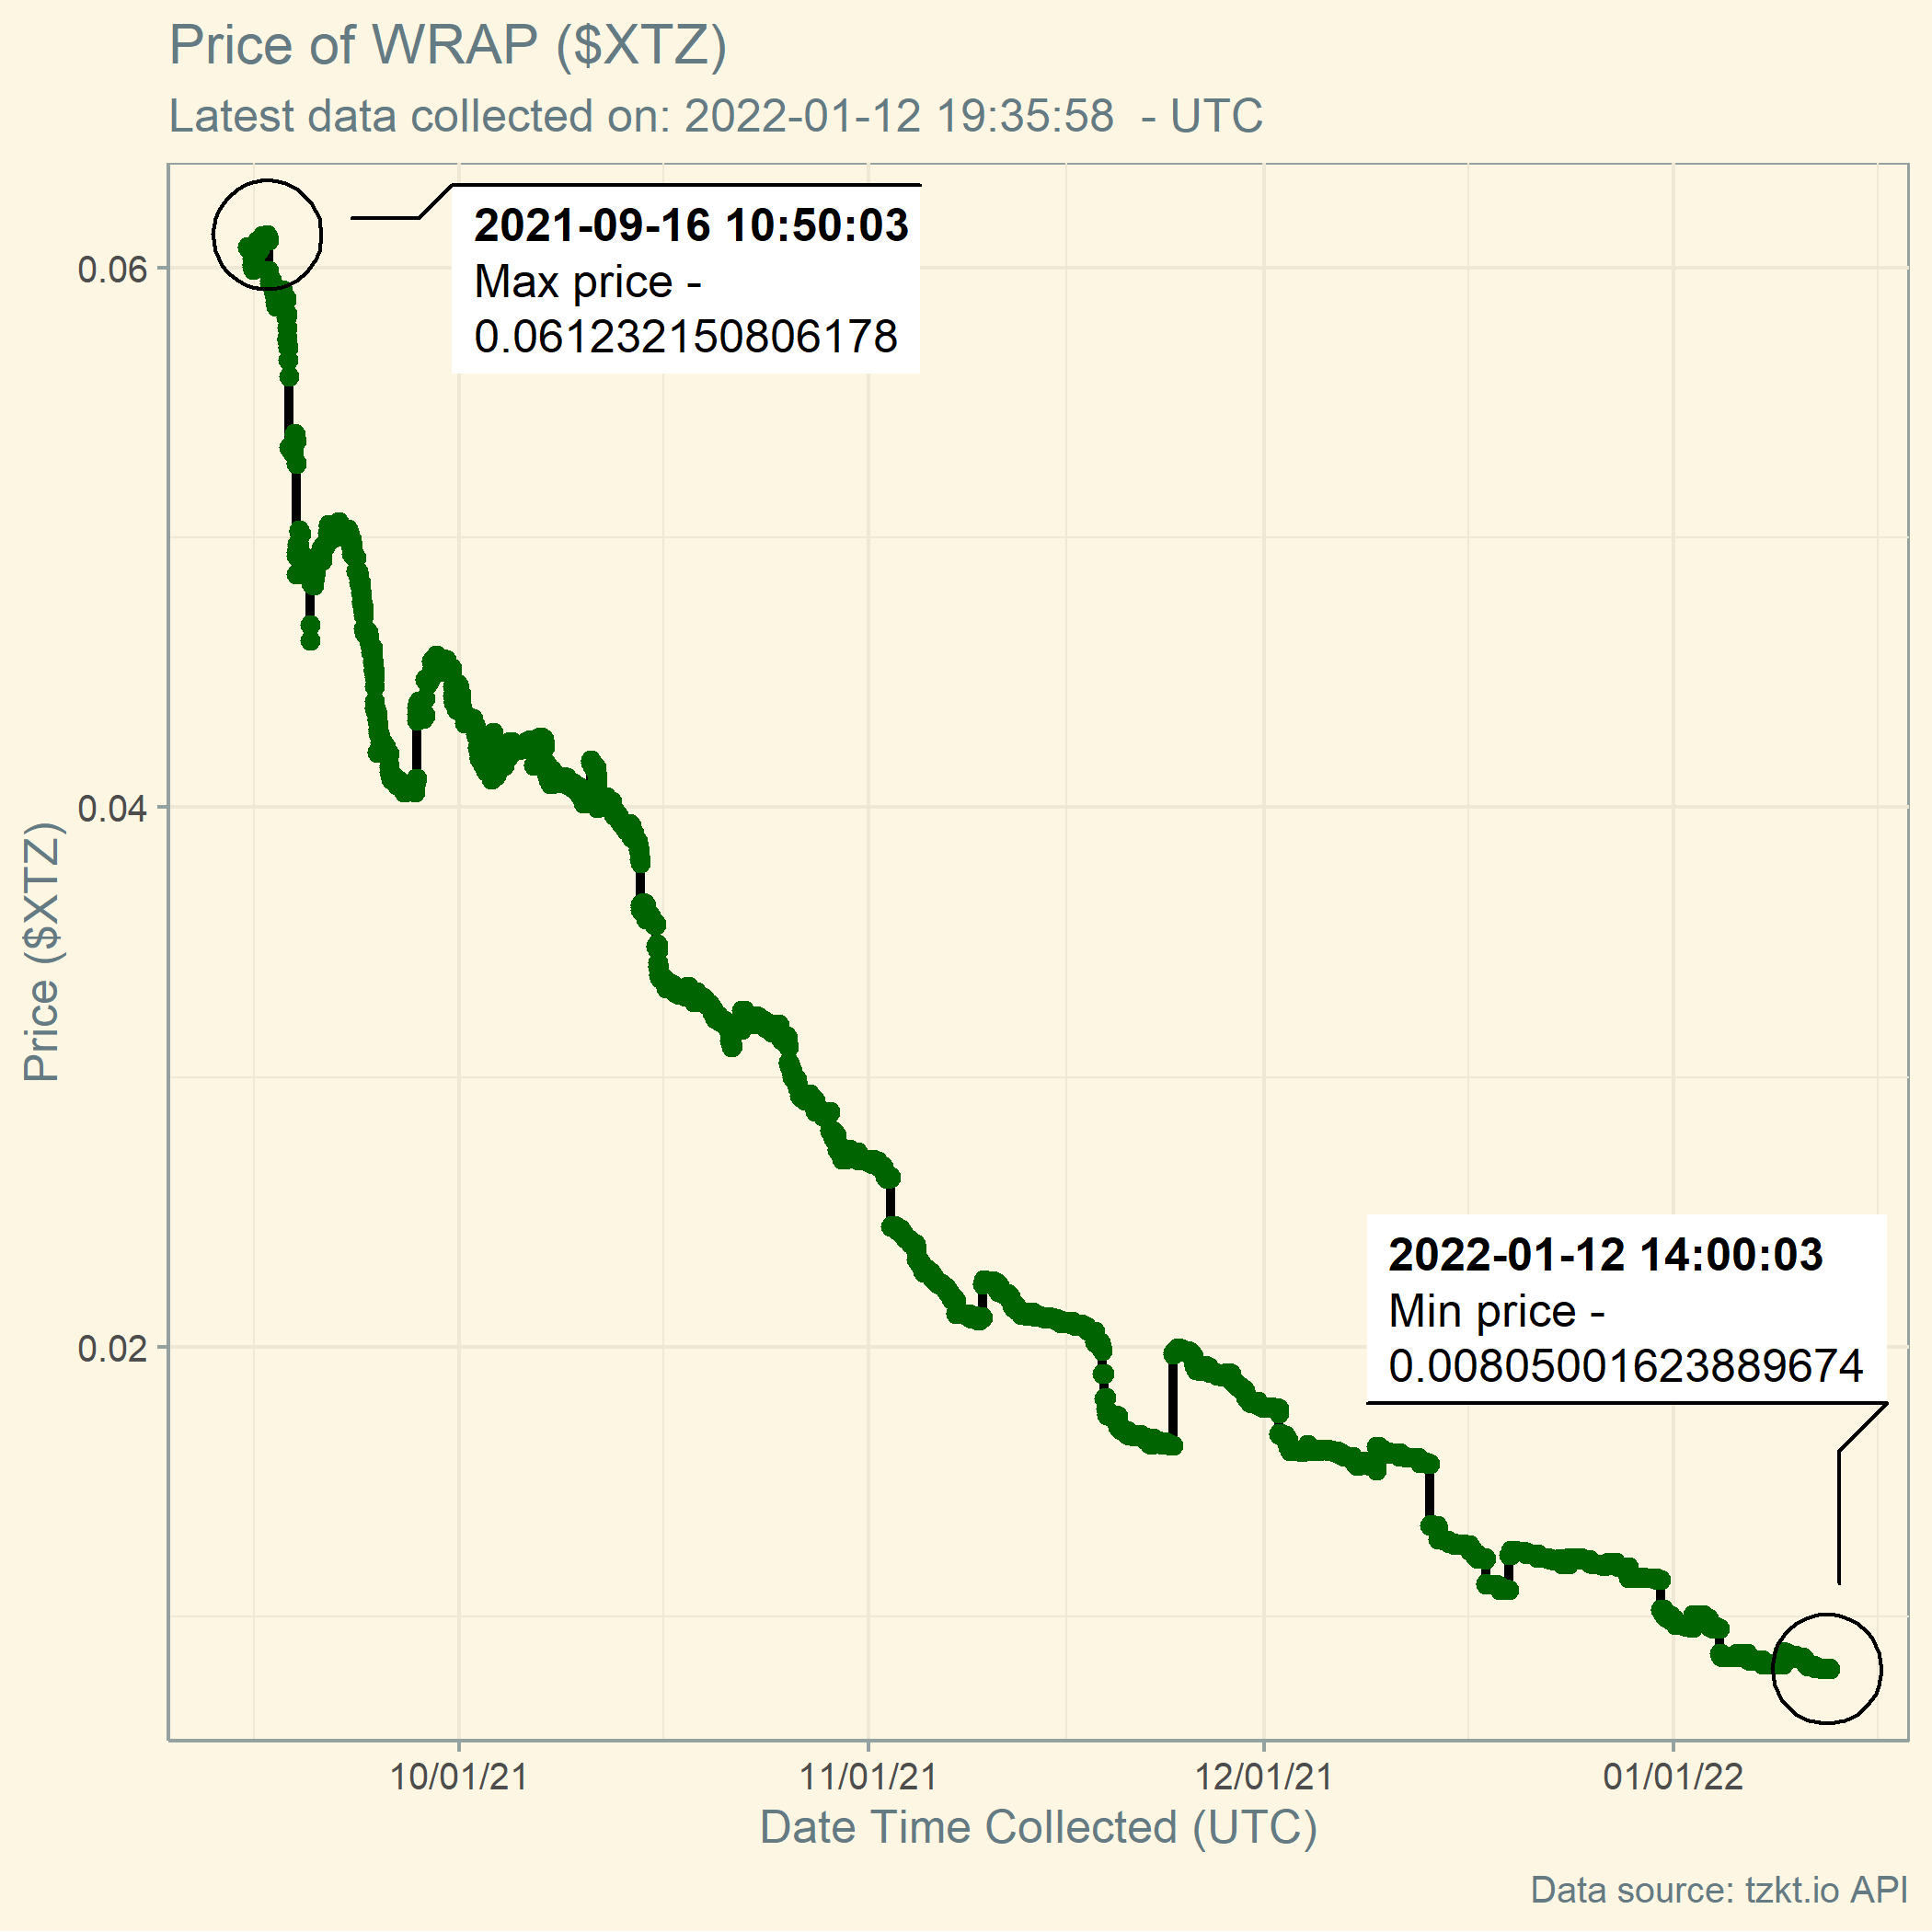 Price of WRAP ($XTZ)
Latest data collected on: 2022-01-12 19:35:58  - UTC
2021-09-16 10:50:03
Max price -
0.0612321508061​78
2022-01-12 14:00:03
Min price -
0.00805001623889674
Price ($XTZ)
0.06
0.04
0.02
10/01/21
11/01/21
12/01/21
01/01/22
Date Time Collected (UTC)
Data source: tzkt.io API